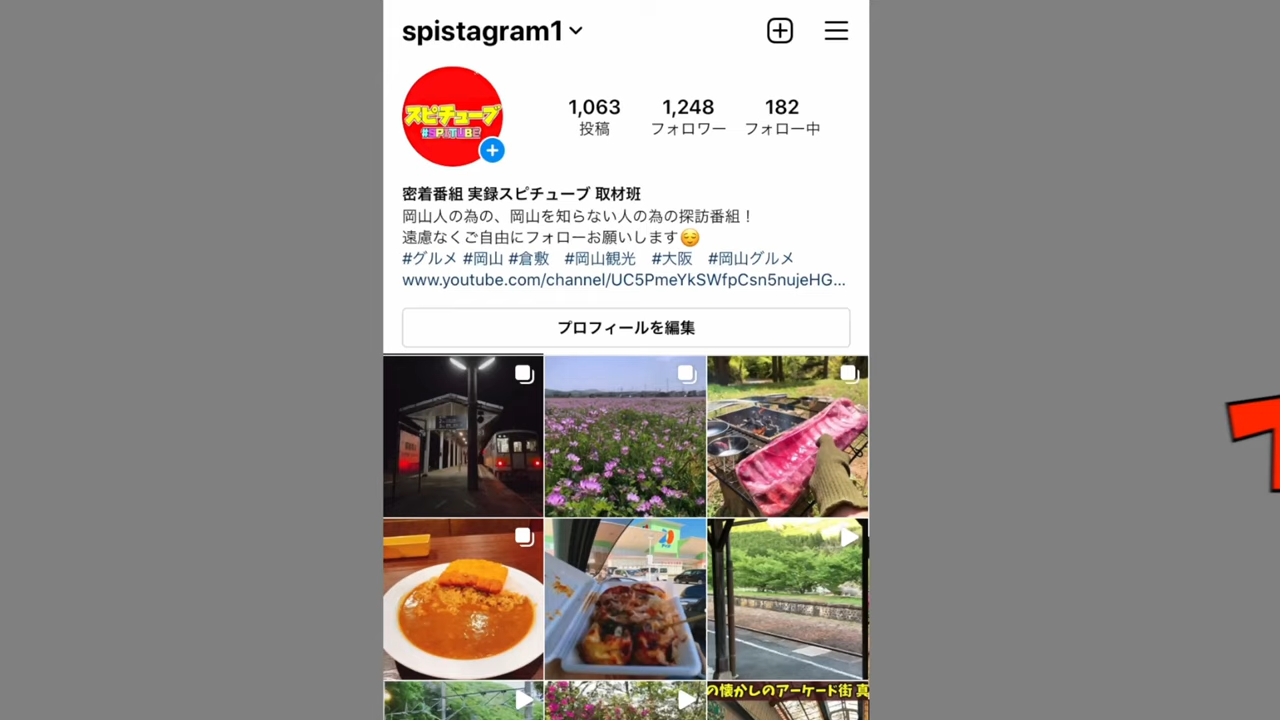 spistagram1
スピチューブ
#SPITUBE
1,063
投稿
1,248
フォロワー
182
フォロー中
密着番組 実録スピチューブ 取材班
岡山人の為の、岡山を知らない人の為の探訪番組！
遠慮なくご自由にフォローお願いします😌
#グルメ #岡山 #倉敷　#岡山観光　#大阪　#岡山グルメ
www.youtube.com/channel/UC5PmeYkSWfpCsn5nujeHG...
プロフィールを編集
の懐かしのアーケード街 真